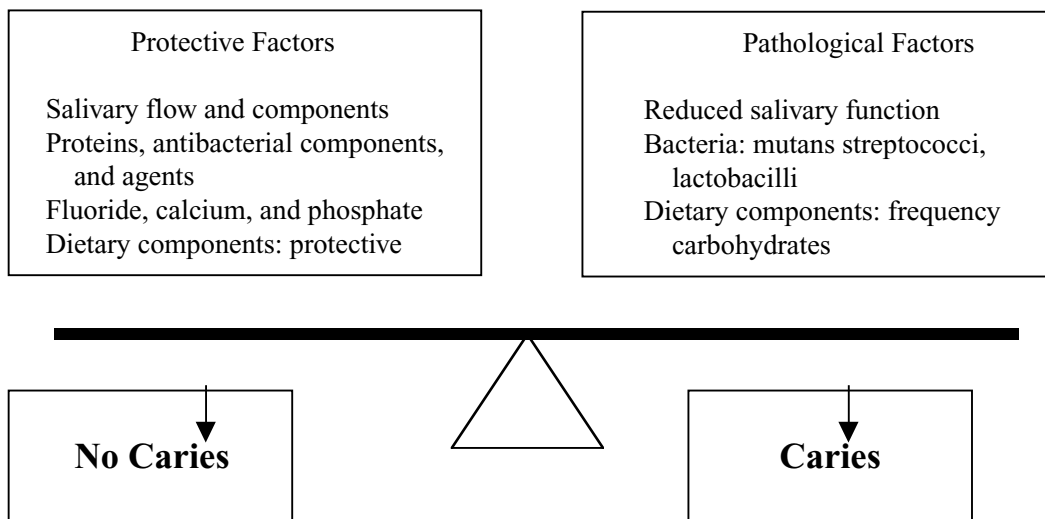 Protective Factors
Salivary flow and components
Proteins, antibacterial components,
and agents
Fluoride, calcium, and phosphate
Dietary components: protective
Pathological Factors
Reduced salivary function
Bacteria: mutans streptococci,
lactobacilli
Dietary components: frequency
carbohydrates
No Caries
Caries